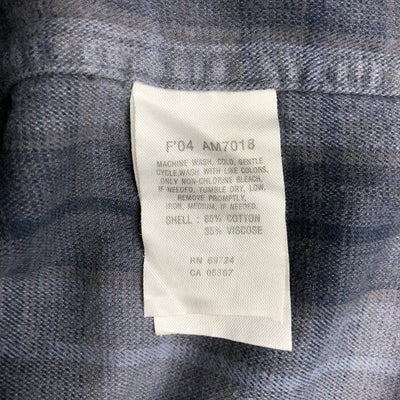 F'04 AM7018
MACHINE WASH, COLD, GENTLE
CYCLE, WASH WITH LIKE COLORS,
ONLY NON-CHLORINE BLEACH,
IF NEEDED, TUMBLE DRY, LOW,
REMOVE PROMPTLY,
IRON, MEDIUM, IF NEEDED.
SHELL : 65% COTTON
35% VISCOSE
RN 69724
CA 05367